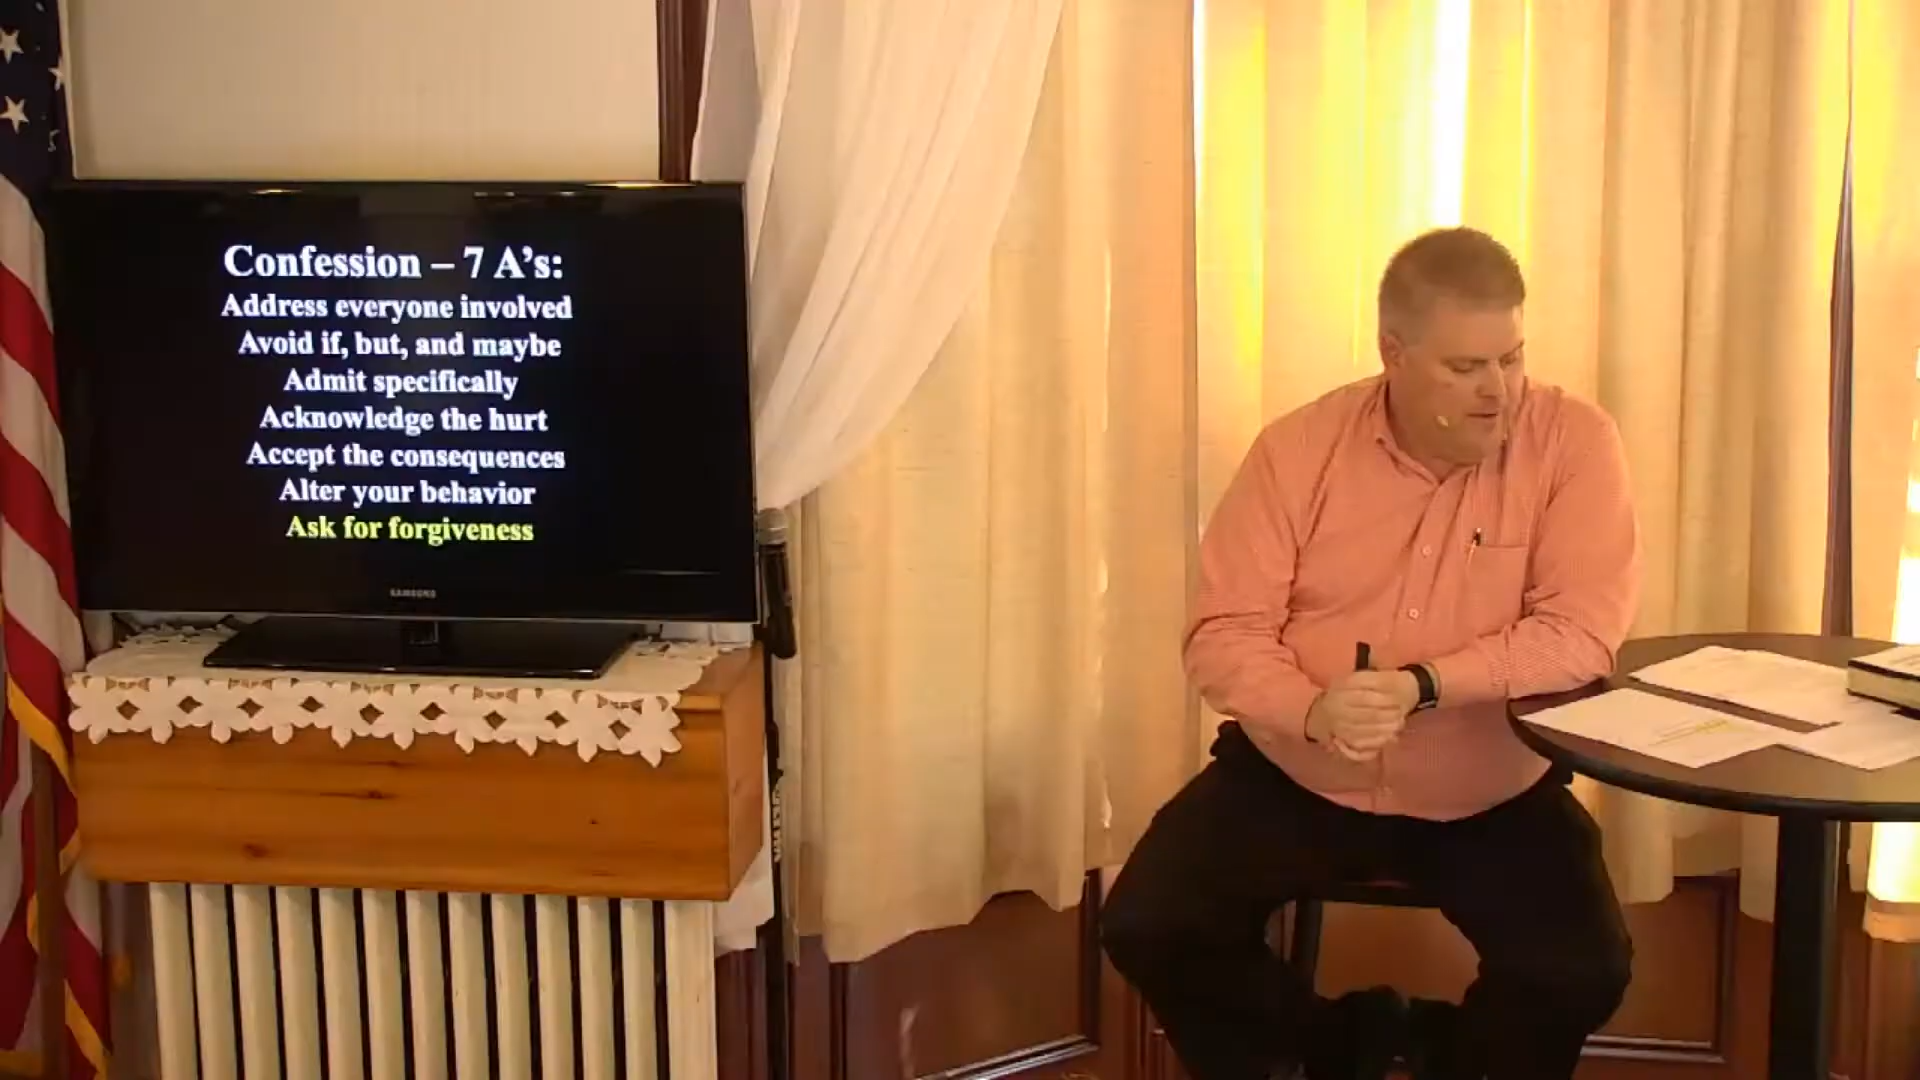 Confession – 7 A's:
Address everyone involved
Avoid if, but, and maybe
Admit specifically
Acknowledge the hurt
Accept the consequences
Alter your behavior
Ask for forgiveness
SAMSUNG